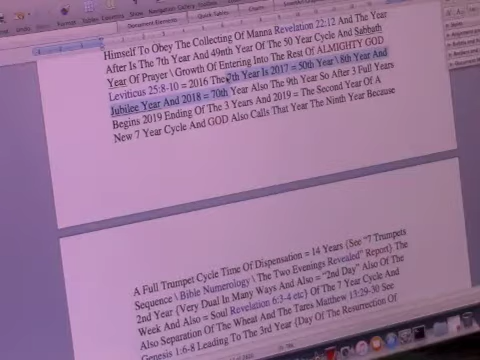 Himself To Obey The Collecting Of Manna Revelation 22:12 And The Year
After Is The 7th Year And 49nth Year Of The 50 Year Cycle And Sabbath
Year Of Prayer \ Growth Of Entering Into The Rest Of ALMIGHTY GOD
Leviticus 25:8-10 = 2016 The 7th Year Is 2017 = 50th Year \ 8th Year And
Jubilee Year And 2018 = 70th Year Also The 9th Year So After 3 Full Years
Begins 2019 Ending Of The 3 Years And 2019 = The Second Year Of A
New 7 Year Cycle And GOD Also Calls That Year The Ninth Year Because
A Full Trumpet Cycle Time Of Dispensation = 14 Years {See "7 Trumpets
Sequence \ Bible Numerology \ The Two Evenings Revealed" Report} The
2nd Year {Very Dual In Many Ways And Also = "2nd Day" Also Of The
Week And Also = Soul Revelation 6:3-4 etc} Of The 7 Year Cycle And
Also Separation Of The Wheat And The Tares Matthew 13:29-30 See
Genesis 1:6-8 Leading To The 3rd Year {Day Of The Resurrection Of